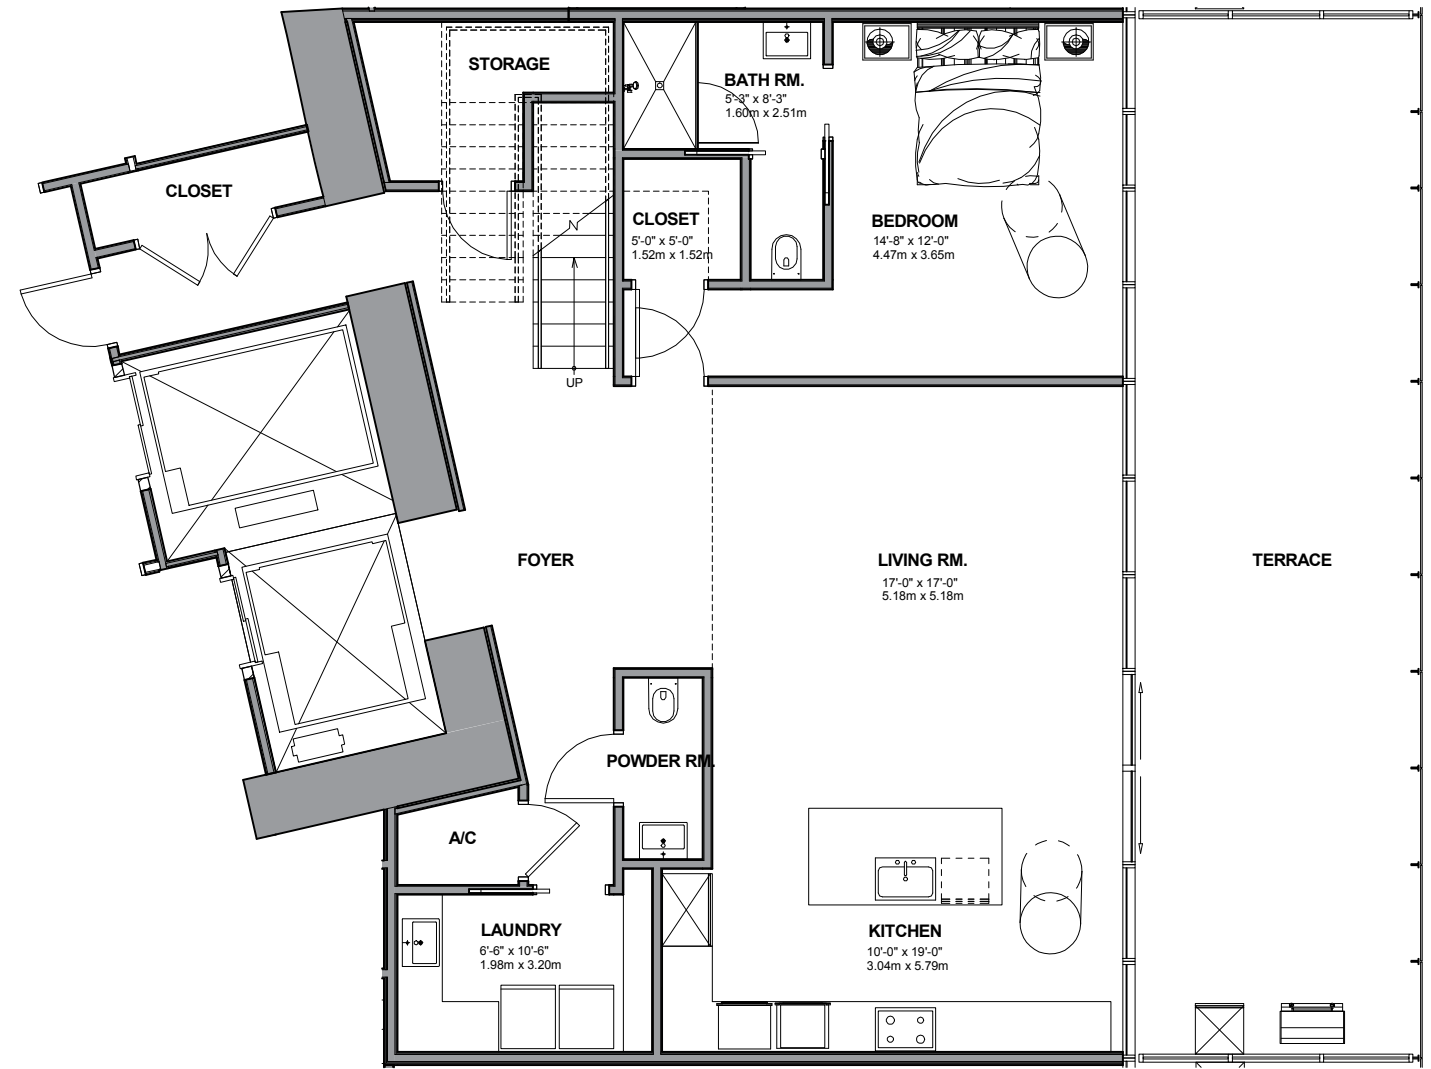 STORAGE
BATH RM.
5'-3" x 8'-3"
1.60m x 2.51m
CLOSET
CLOSET
5'-0" x 5'-0"
1.52m x 1.52m
BEDROOM
14'-8" x 12'-0"
4.47m x 3.65m
UP
FOYER
LIVING RM.
17'-0" x 17'-0"
5.18m x 5.18m
TERRACE
POWDER RM.
A/C
LAUNDRY
6'-6" x 10'-6"
1.98m x 3.20m
KITCHEN
10'-0" x 19'-0"
3.04m x 5.79m